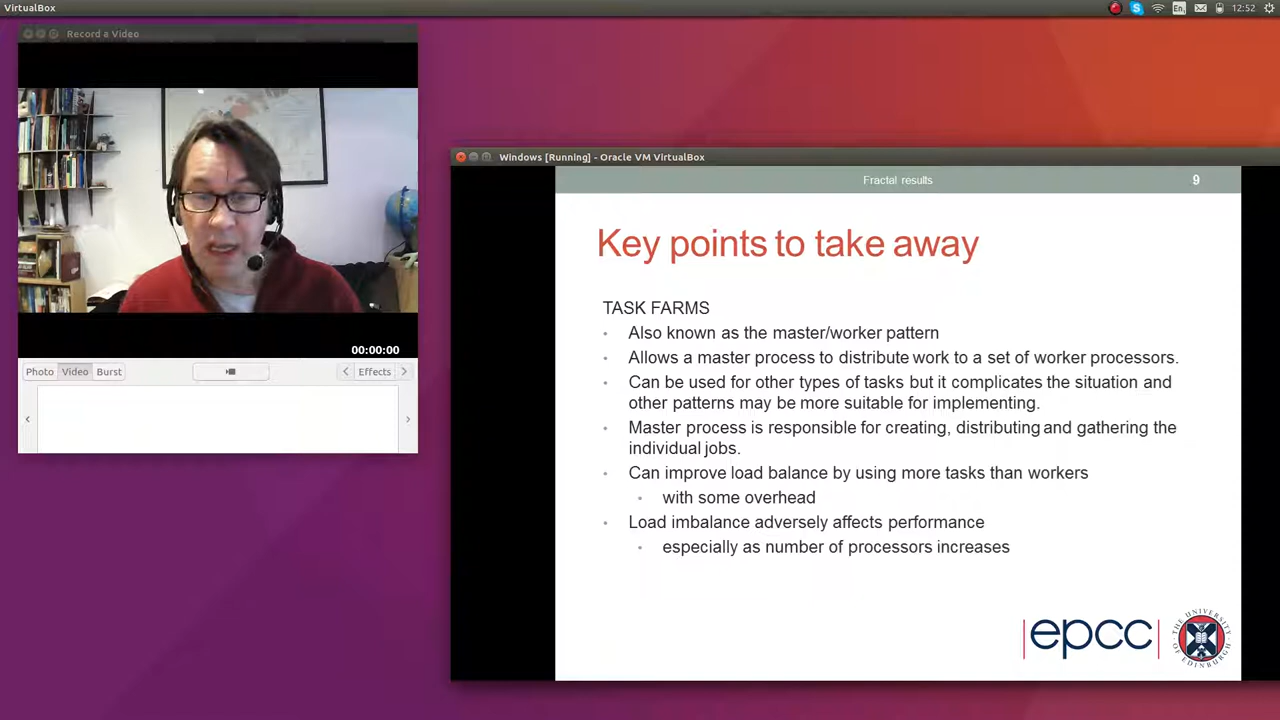 VirtualBox
En
12:52
Record a Video
00:00:00
Photo
Video
Burst
Effects
Windows [Running] - Oracle VM VirtualBox
Fractal results
9
Key points to take away
TASK FARMS
• Also known as the master/worker pattern
• Allows a master process to distribute work to a set of worker processors.
• Can be used for other types of tasks but it complicates the situation and
other patterns may be more suitable for implementing.
• Master process is responsible for creating, distributing and gathering the
individual jobs.
• Can improve load balance by using more tasks than workers
• with some overhead
• Load imbalance adversely affects performance
• especially as number of processors increases
epcc
THE UNIVERSITY
OF EDINBURGH